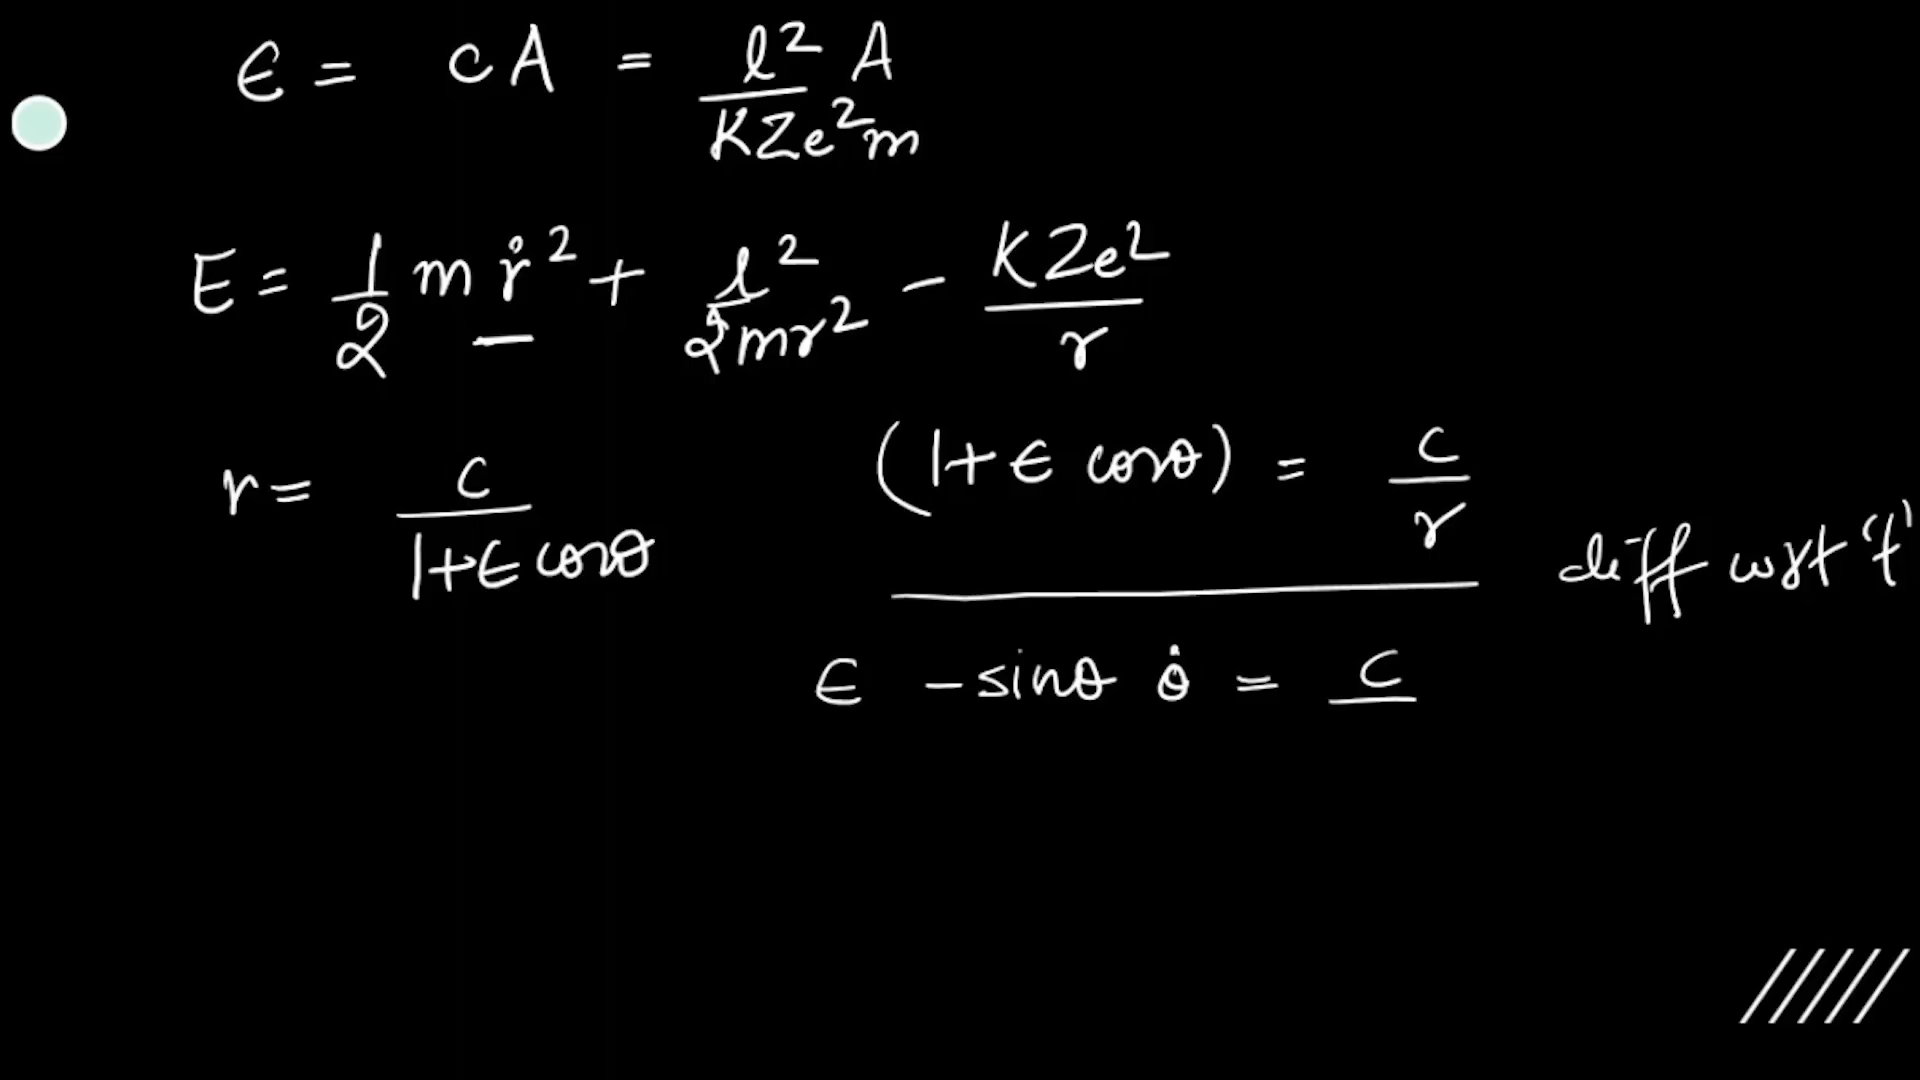 ϵ = cA = l² A / KZe²m
E = 1/2 m ṙ² + l² / 2mr² - KZe² / r
r = c / 1+ϵ cosθ
(1+ϵ cosθ) = c / r
diff wrt 't'
ϵ -sinθ θ̇ = c